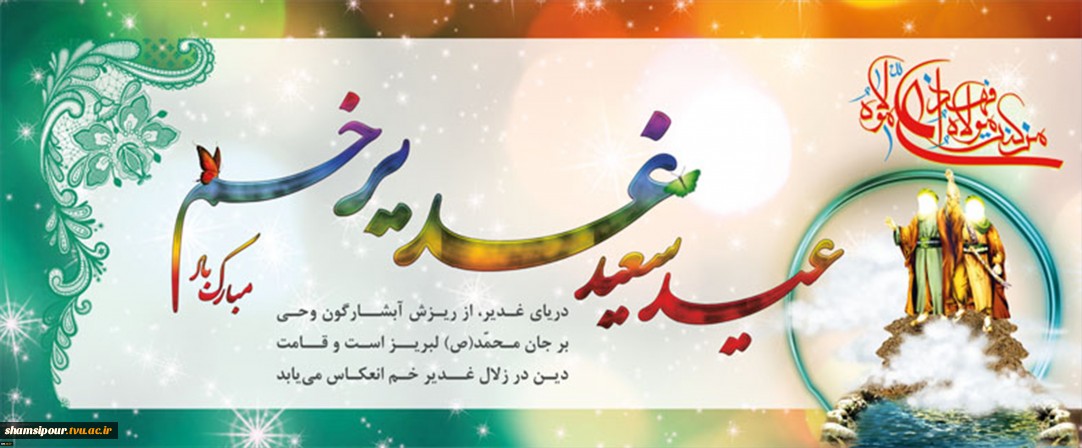 من کنت مولاه فهذا علی مولاه
عید سعید غدیر خم
مبارک باد
دریای غدیر، از ریزش آبشارگون وحی
بر جان محمّد(ص) لبریز است و قامت
دین در زلال غدیر خم انعکاس می‌یابد
shamsipour.tvu.ac.ir